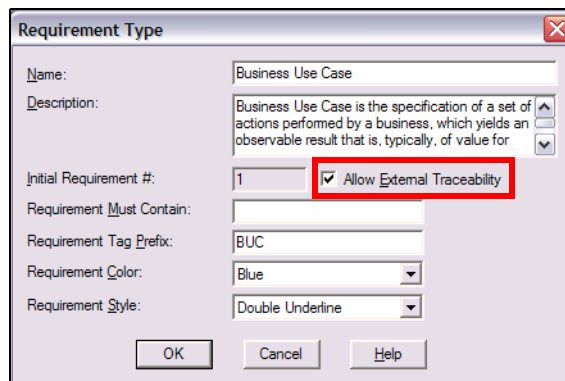 Requirement Type
Name:
Business Use Case
Description:
Business Use Case is the specification of a set of
actions performed by a business, which yields an
observable result that is, typically, of value for
Initial Requirement #:
1
Allow External Traceability
Requirement Must Contain:
Requirement Tag Prefix:
BUC
Requirement Color:
Blue
Requirement Style:
Double Underline
OK
Cancel
Help